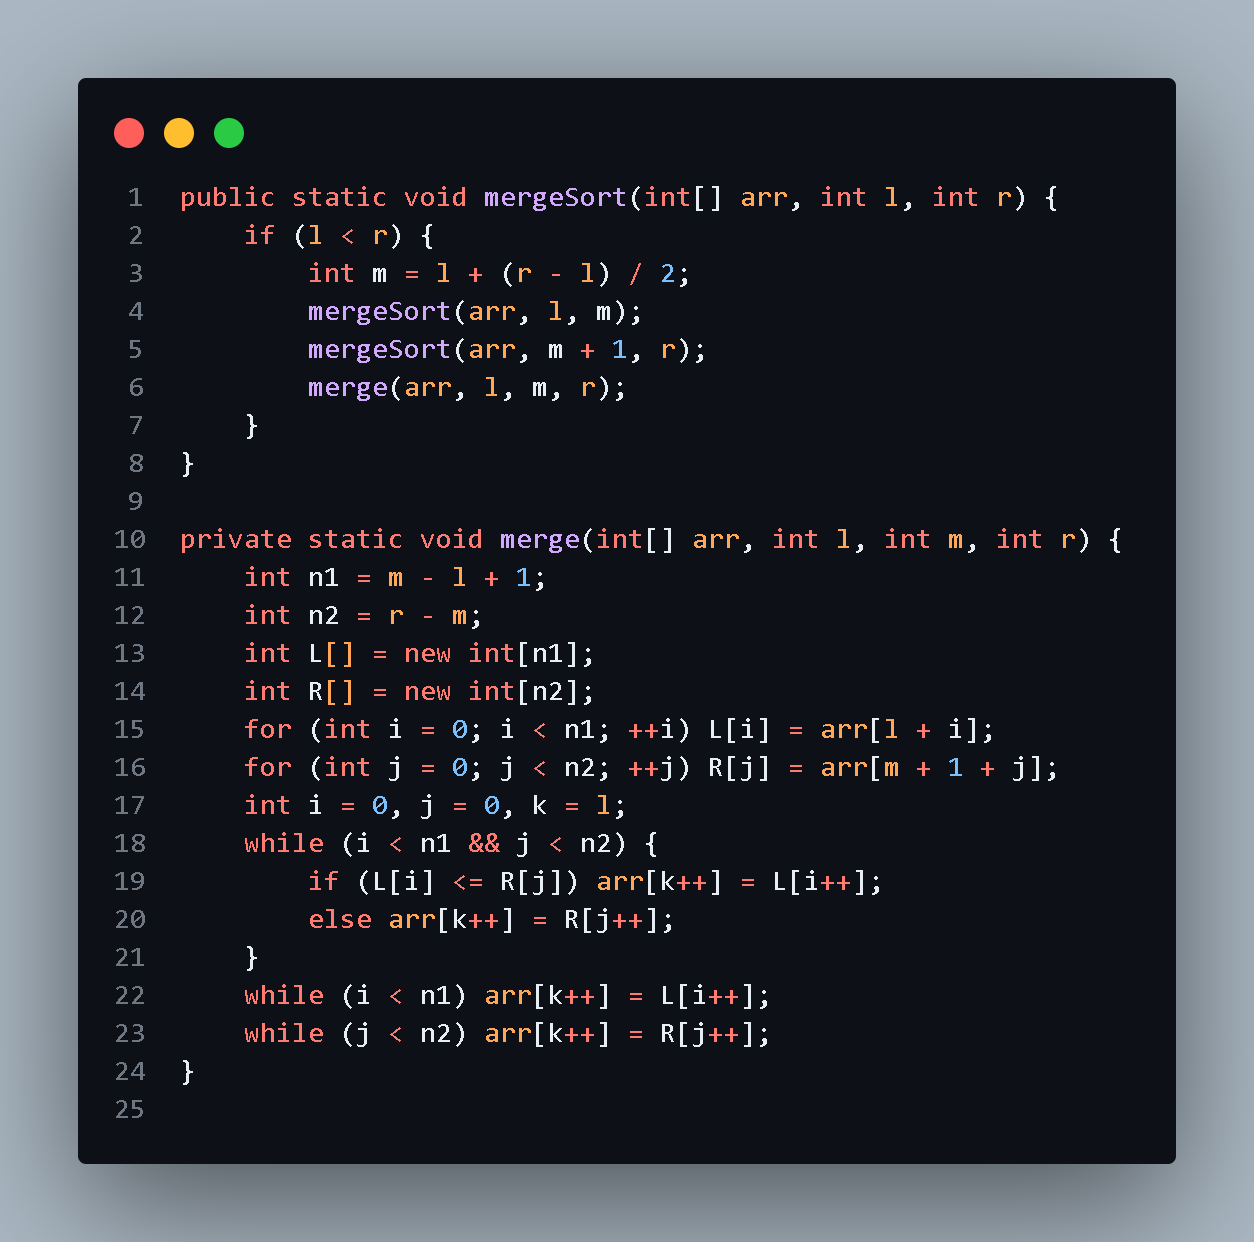 1 public static void mergeSort(int[] arr, int l, int r) {
2     if (l < r) {
3         int m = l + (r - l) / 2;
4         mergeSort(arr, l, m);
5         mergeSort(arr, m + 1, r);
6         merge(arr, l, m, r);
7     }
8 }
9
10 private static void merge(int[] arr, int l, int m, int r) {
11     int n1 = m - l + 1;
12     int n2 = r - m;
13     int L[] = new int[n1];
14     int R[] = new int[n2];
15     for (int i = 0; i < n1; ++i) L[i] = arr[l + i];
16     for (int j = 0; j < n2; ++j) R[j] = arr[m + 1 + j];
17     int i = 0, j = 0, k = l;
18     while (i < n1 && j < n2) {
19         if (L[i] <= R[j]) arr[k++] = L[i++];
20         else arr[k++] = R[j++];
21     }
22     while (i < n1) arr[k++] = L[i++];
23     while (j < n2) arr[k++] = R[j++];
24 }
25